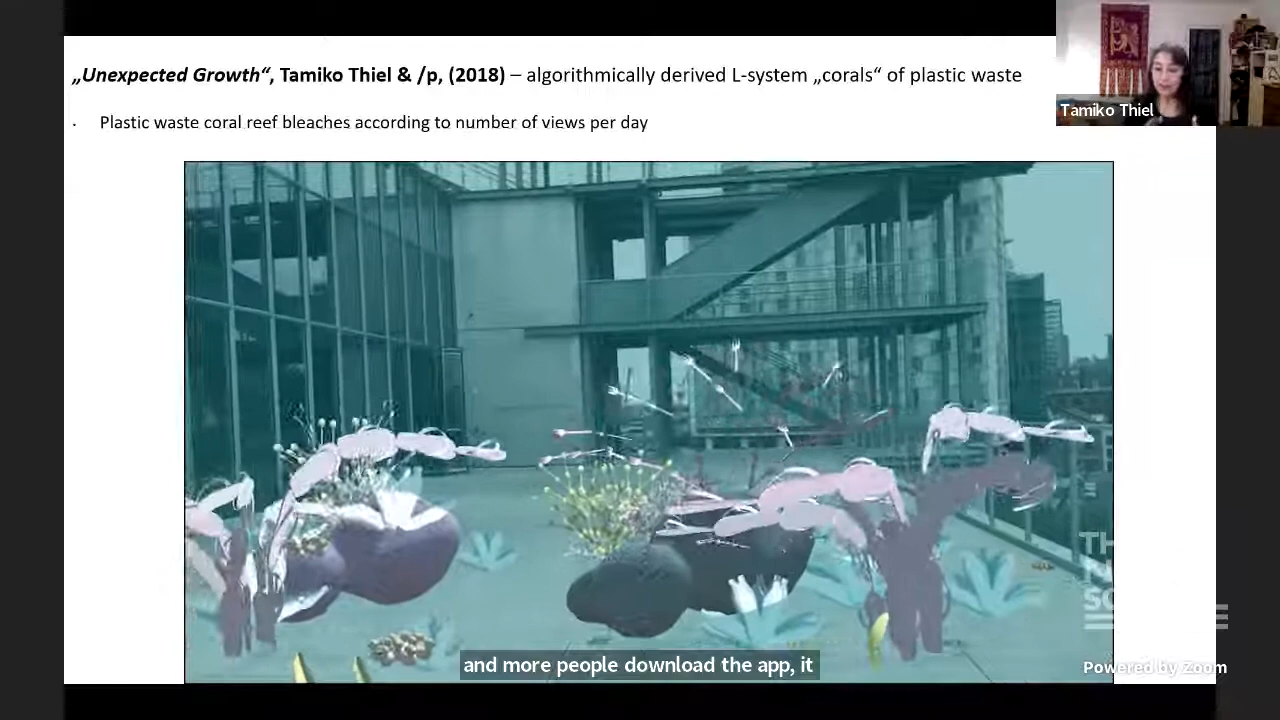 „Unexpected Growth“, Tamiko Thiel & /p, (2018) – algorithmically derived L-system „corals“ of plastic waste
Tamiko Thiel
Plastic waste coral reef bleaches according to number of views per day
and more people download the app, it
Powered by Zoom